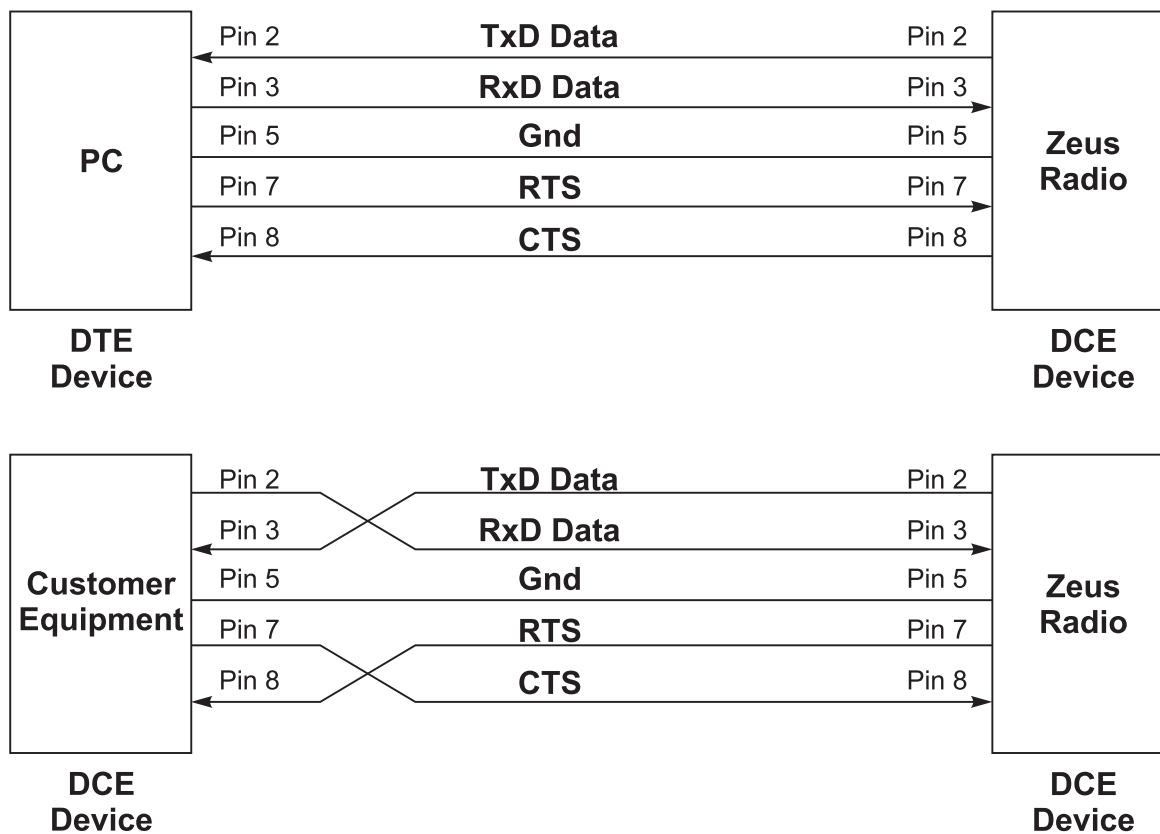 Pin 2 TxD Data Pin 2
Pin 3 RxD Data Pin 3
PC Pin 5 Gnd Pin 5 Zeus
Radio
Pin 7 RTS Pin 7
Pin 8 CTS Pin 8
DTE
Device
DCE
Device
Pin 2 TxD Data Pin 2
Pin 3 RxD Data Pin 3
Customer
Equipment
Pin 5 Gnd Pin 5
Zeus
Radio
Pin 7 RTS Pin 7
Pin 8 CTS Pin 8
DCE
Device
DCE
Device